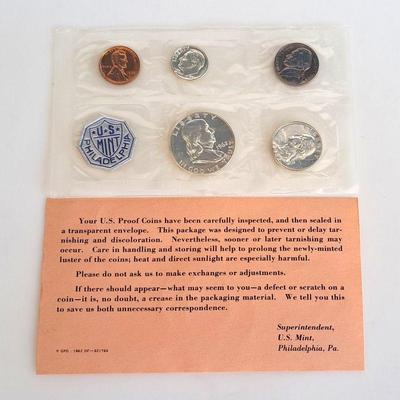 LIBERTY
1962
IN GOD WE TRUST
U.S.
MINT
PHILADELPHIA
Your U.S. Proof Coins have been carefully inspected, and then sealed in
a transparent envelope. This package was designed to prevent or delay tar-
nishing and discoloration. Nevertheless, sooner or later tarnishing may
occur. Care in handling and storing will help to prolong the newly-minted
luster of the coins; heat and direct sunlight are especially harmful.
Please do not ask us to make exchanges or adjustments.
If there should appear—what may seem to you—a defect or scratch on a
coin—it is, no doubt, a crease in the packaging material. We tell you this
to save us both unnecessary correspondence.
Superintendent,
U.S. Mint,
Philadelphia, Pa.